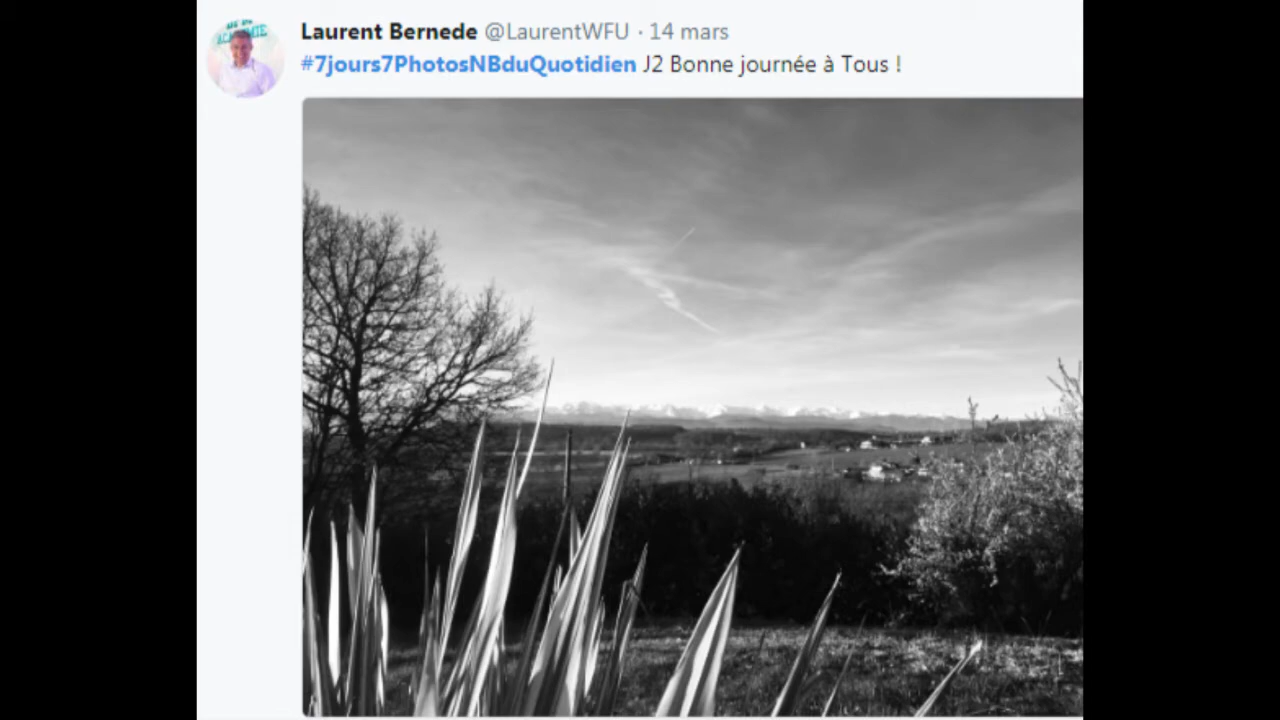 Laurent Bernede @LaurentWFU · 14 mars
#7jours7PhotosNBduQuotidien J2 Bonne journée à Tous !